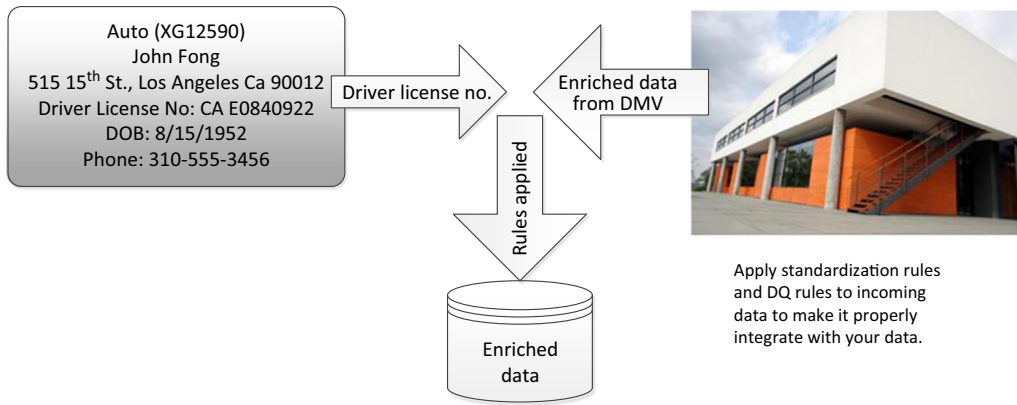 Auto (XG12590)
John Fong
515 15th St., Los Angeles Ca 90012
Driver License No: CA E0840922
DOB: 8/15/1952
Phone: 310-555-3456
Driver license no.
Enriched data
from DMV
Rules applied
Enriched
data
Apply standardization rules
and DQ rules to incoming
data to make it properly
integrate with your data.